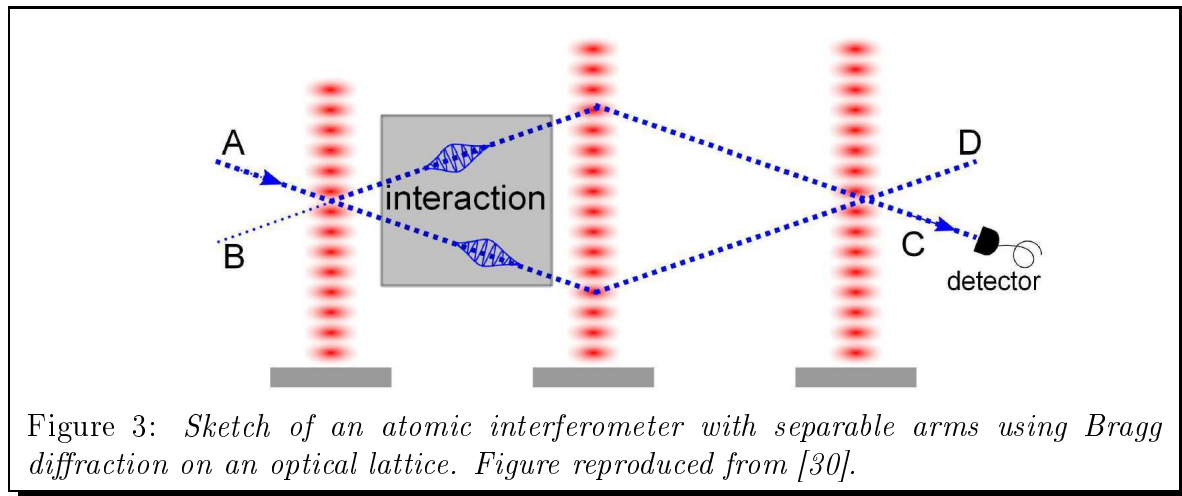 A
B
interaction
D
C
detector
Figure 3: Sketch of an atomic interferometer with separable arms using Bragg
diffraction on an optical lattice. Figure reproduced from [30].